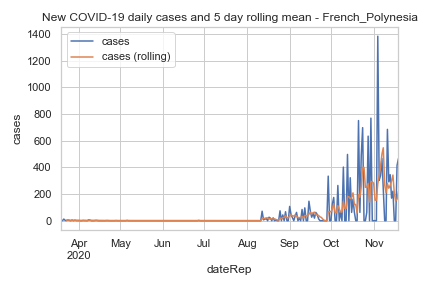 New COVID-19 daily cases and 5 day rolling mean - French_Polynesia
cases
cases (rolling)
1400
1200
1000
800
600
400
200
0
cases
Apr May Jun Jul Aug Sep Oct Nov
2020
dateRep